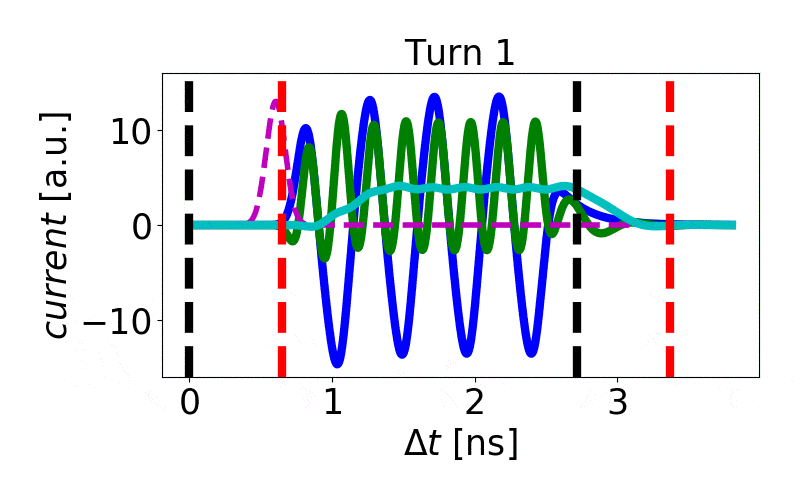 Turn 1
current [a.u.]
10
0
−10
0 1 2 3
Δt [ns]